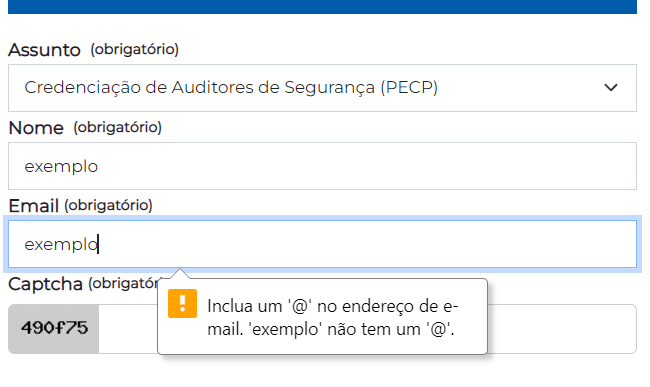 Assunto (obrigatório)
Credenciação de Auditores de Segurança (PECP)
Nome (obrigatório)
exemplo
Email (obrigatório)
exemplo
Captcha (obrigató
490f75
Inclua um '@' no endereço de e-
mail. 'exemplo' não tem um '@'.